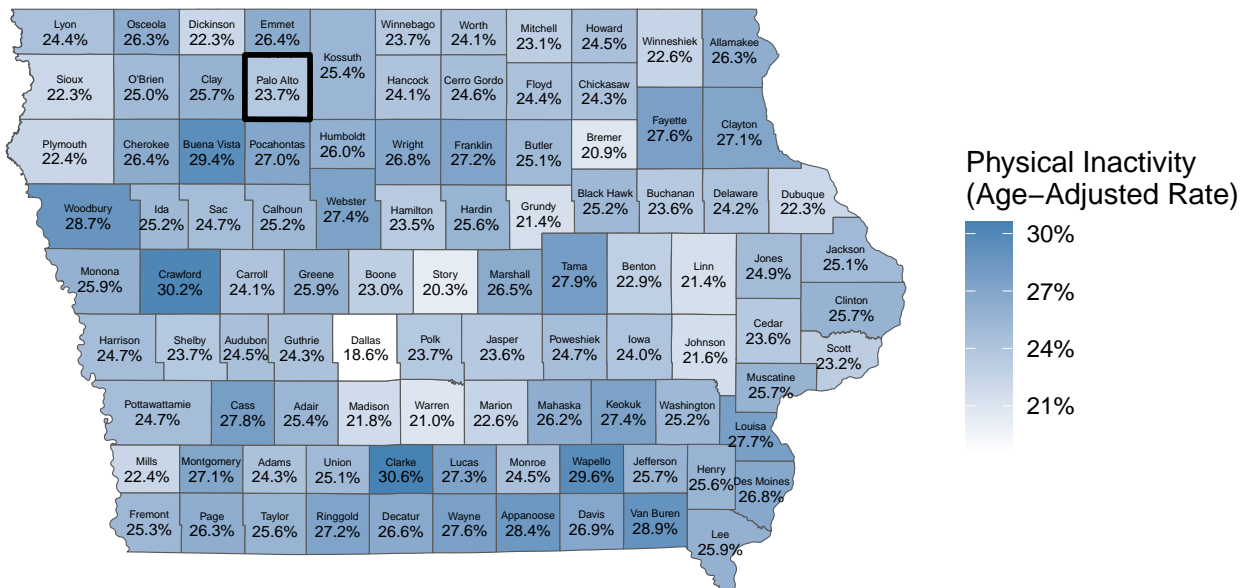 Lyon
24.4%
Osceola
26.3%
Dickinson
22.3%
Emmet
26.4%
Kossuth
25.4%
Winnebago
23.7%
Worth
24.1%
Mitchell
23.1%
Howard
24.5%
Winneshiek
22.6%
Allamakee
26.3%
Sioux
22.3%
O'Brien
25.0%
Clay
25.7%
Palo Alto
23.7%
Hancock
24.1%
Cerro Gordo
24.6%
Floyd
24.4%
Chickasaw
24.3%
Fayette
27.6%
Clayton
27.1%
Plymouth
22.4%
Cherokee
26.4%
Buena Vista
29.4%
Pocahontas
27.0%
Humboldt
26.0%
Wright
26.8%
Franklin
27.2%
Butler
25.1%
Bremer
20.9%
Physical Inactivity
(Age−Adjusted Rate)
30%
27%
24%
21%
Woodbury
28.7%
Ida
25.2%
Sac
24.7%
Calhoun
25.2%
Webster
27.4%
Hamilton
23.5%
Hardin
25.6%
Grundy
21.4%
Black Hawk
25.2%
Buchanan
23.6%
Delaware
24.2%
Dubuque
22.3%
Monona
25.9%
Crawford
30.2%
Carroll
24.1%
Greene
25.9%
Boone
23.0%
Story
20.3%
Marshall
26.5%
Tama
27.9%
Benton
22.9%
Linn
21.4%
Jones
24.9%
Jackson
25.1%
Clinton
25.7%
Harrison
24.7%
Shelby
23.7%
Audubon
24.5%
Guthrie
24.3%
Dallas
18.6%
Polk
23.7%
Jasper
23.6%
Poweshiek
24.7%
Iowa
24.0%
Johnson
21.6%
Cedar
23.6%
Scott
23.2%
Muscatine
25.7%
Pottawattamie
24.7%
Cass
27.8%
Adair
25.4%
Madison
21.8%
Warren
21.0%
Marion
22.6%
Mahaska
26.2%
Keokuk
27.4%
Washington
25.2%
Louisa
27.7%
Mills
22.4%
Montgomery
27.1%
Adams
24.3%
Union
25.1%
Clarke
30.6%
Lucas
27.3%
Monroe
24.5%
Wapello
29.6%
Jefferson
25.7%
Henry
25.6%
Des Moines
26.8%
Fremont
25.3%
Page
26.3%
Taylor
25.6%
Ringgold
27.2%
Decatur
26.6%
Wayne
27.6%
Appanoose
28.4%
Davis
26.9%
Van Buren
28.9%
Lee
25.9%